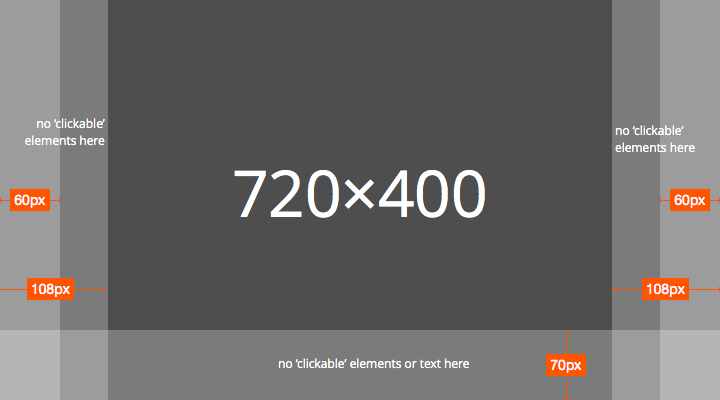 no ‘clickable’
elements here
no ‘clickable’
elements here
720×400
60px
60px
108px
108px
no ‘clickable’ elements or text here
70px